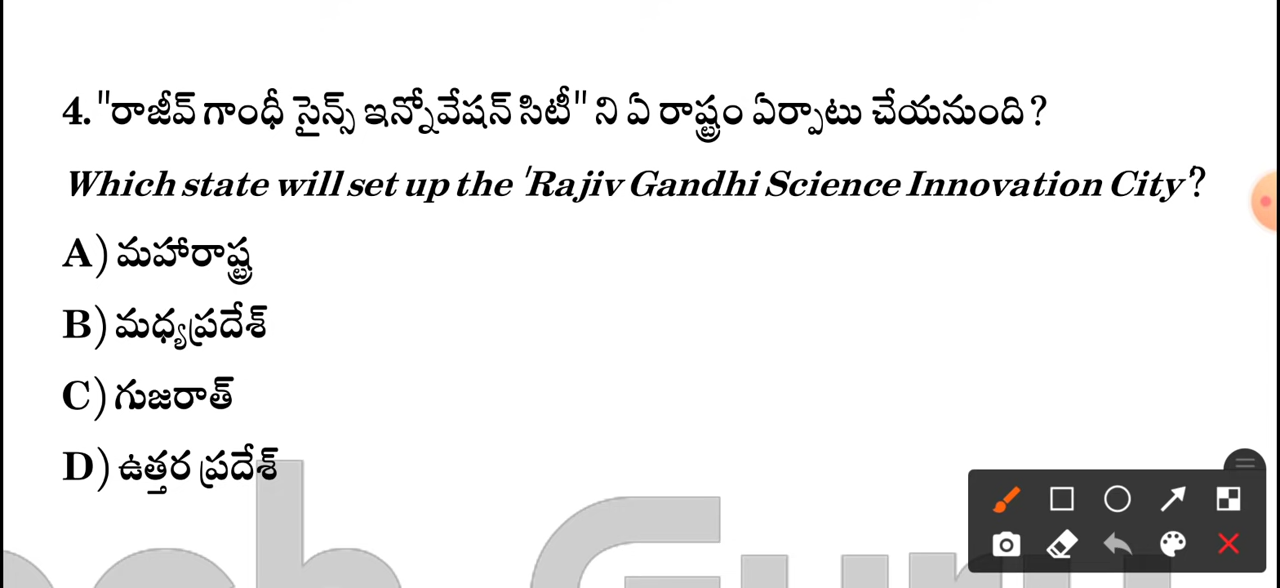 4. "రాజీవ్ గాంధీ సైన్స్ ఇన్నోవేషన్ సిటీ" ని ఏ రాష్ట్రం ఏర్పాటు చేయనుంది ?
Which state will set up the 'Rajiv Gandhi Science Innovation City'?
A) మహారాష్ట్ర
B) మధ్యప్రదేశ్
C) గుజరాత్
D) ఉత్తర ప్రదేశ్